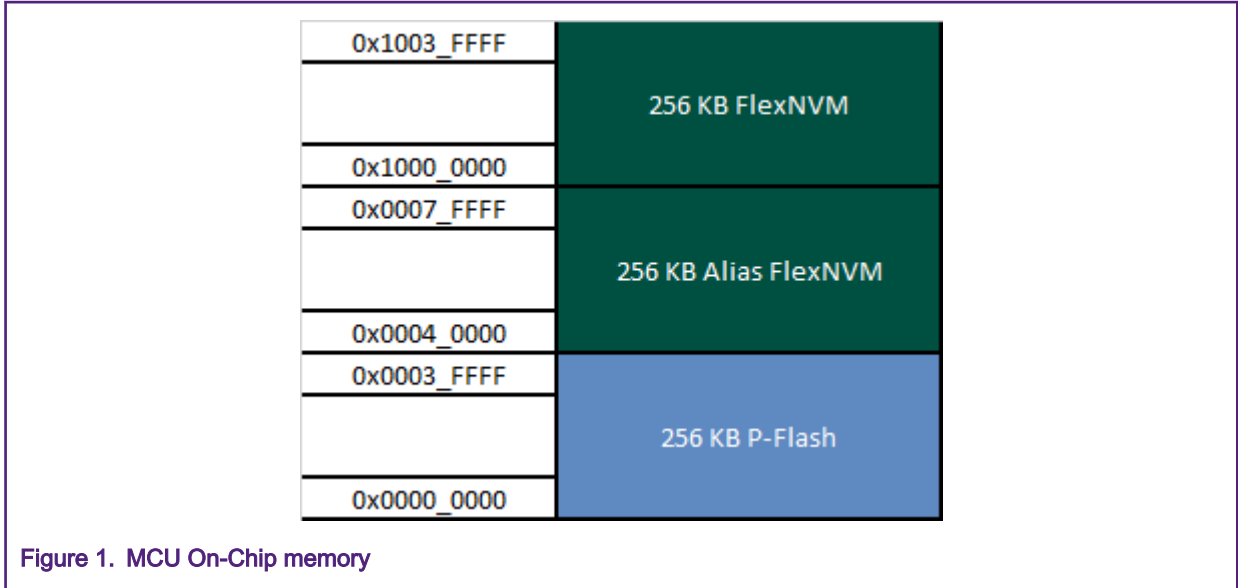 0x1003_FFFF
256 KB FlexNVM
0x1000_0000
0x0007_FFFF
256 KB Alias FlexNVM
0x0004_0000
0x0003_FFFF
256 KB P-Flash
0x0000_0000
Figure 1. MCU On-Chip memory